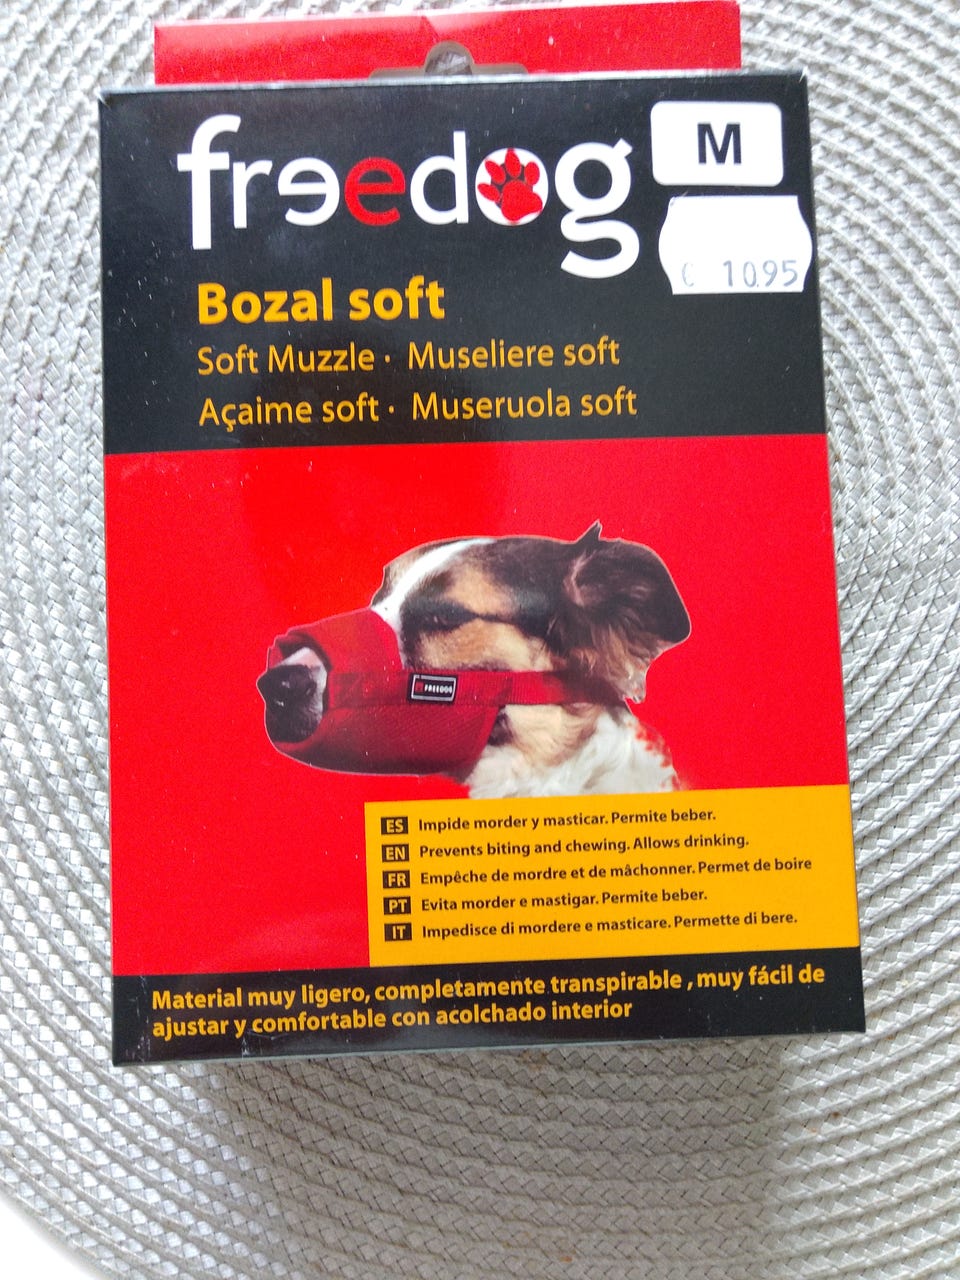 freedog
M
€ 10.95
Bozal soft
Soft Muzzle · Museliere soft
Açaime soft · Museruola soft
FREEDOG
ES Impide morder y masticar. Permite beber.
EN Prevents biting and chewing. Allows drinking.
FR Empêche de mordre et de mâchonner. Permet de boire
PT Evita morder e mastigar. Permite beber.
IT Impedisce di mordere e masticare. Permette di bere.
Material muy ligero, completamente transpirable , muy fácil de
ajustar y comfortable con acolchado interior